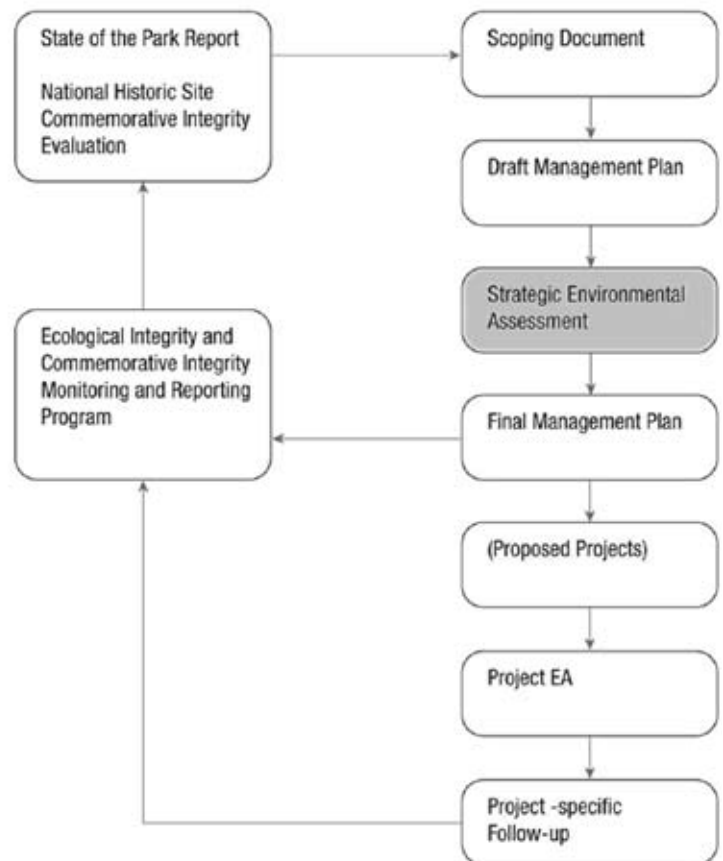 State of the Park Report
National Historic Site
Commemorative Integrity
Evaluation
Scoping Document
Draft Management Plan
Strategic Environmental
Assessment
Ecological Integrity and
Commemorative Integrity
Monitoring and Reporting
Program
Final Management Plan
(Proposed Projects)
Project EA
Project -specific
Follow-up